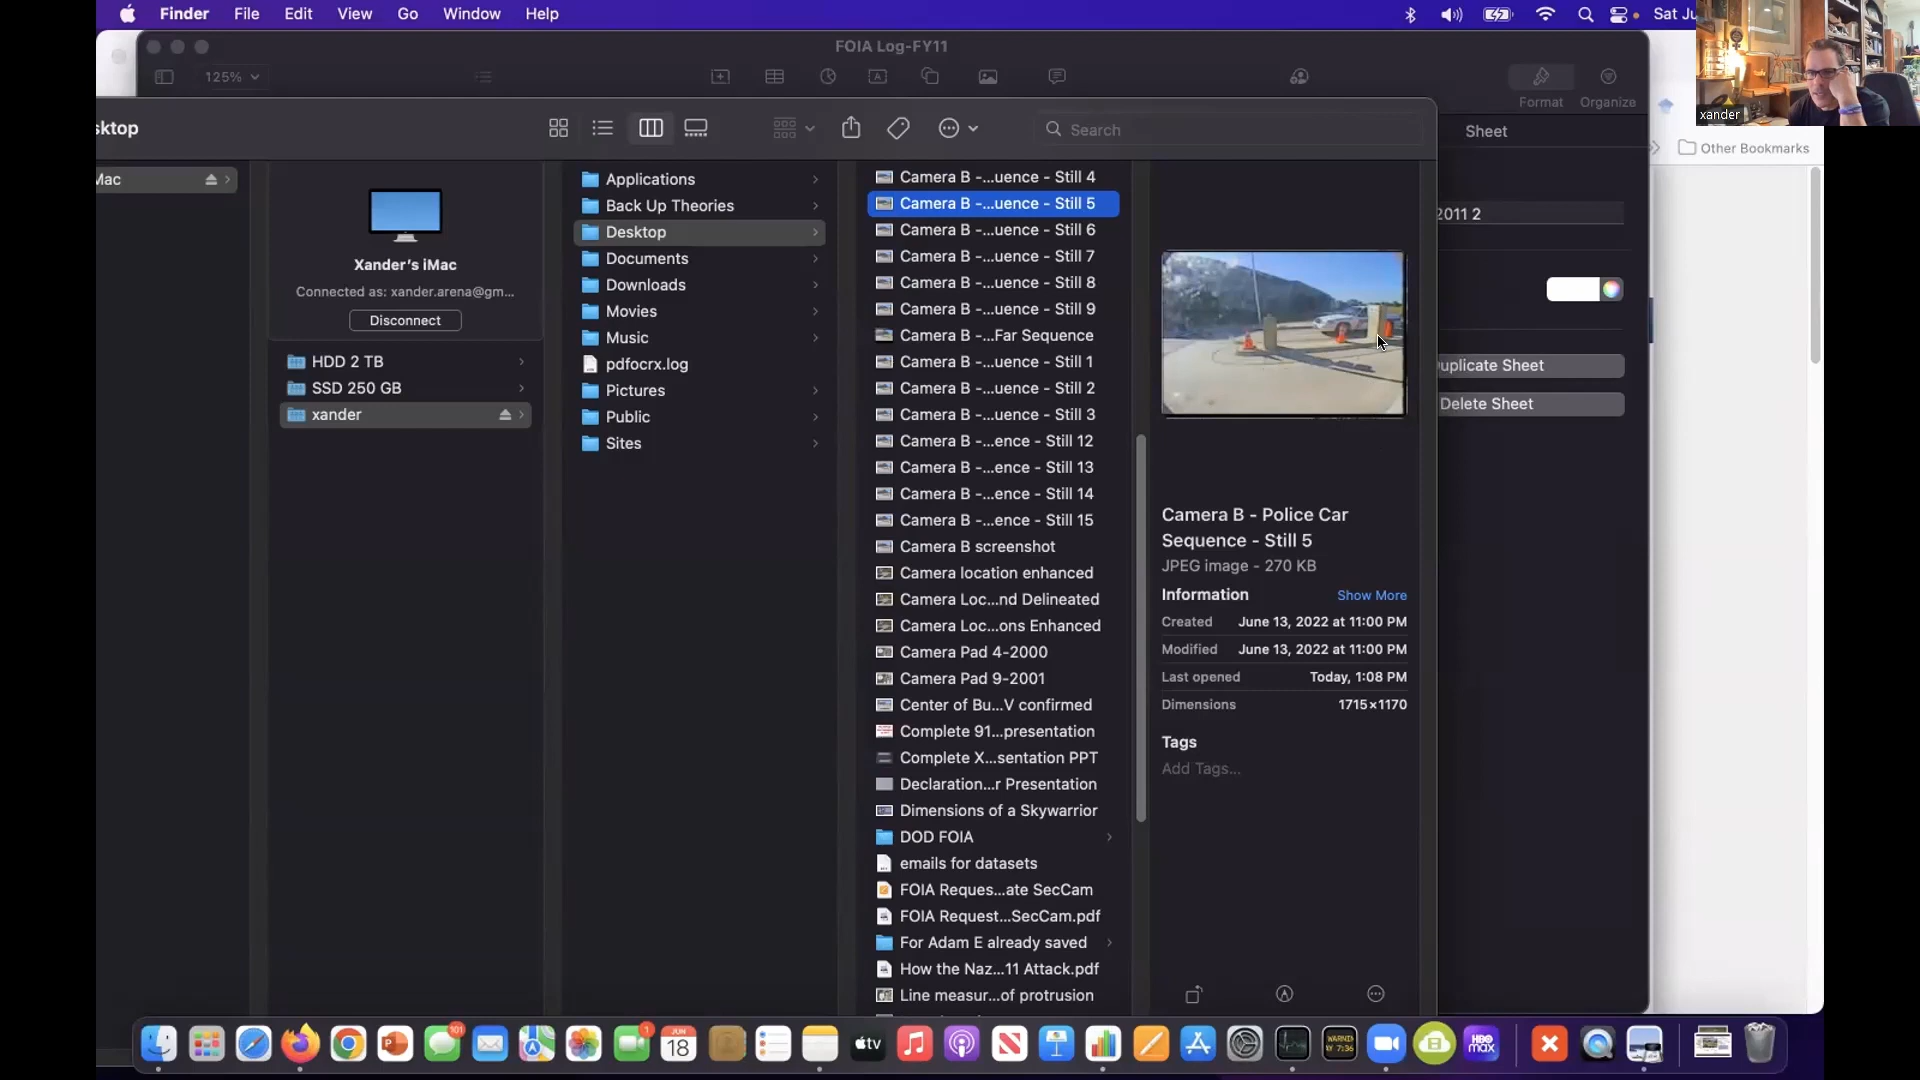 Finder File Edit View Go Window Help Sat Ju
FOIA Log-FY11
125%
Format Organize
xander
sktop
Search
Sheet
Other Bookmarks
Mac
Xander's iMac
Connected as: xander.arena@gm...
Disconnect
HDD 2 TB
SSD 250 GB
xander
Applications
Back Up Theories
Desktop
Documents
Downloads
Movies
Music
pdfocrx.log
Pictures
Public
Sites
Camera B -...uence - Still 4
Camera B -...uence - Still 5
Camera B -...uence - Still 6
Camera B -...uence - Still 7
Camera B -...uence - Still 8
Camera B -...uence - Still 9
Camera B -...Far Sequence
Camera B -...uence - Still 1
Camera B -...uence - Still 2
Camera B -...uence - Still 3
Camera B -...ence - Still 12
Camera B -...ence - Still 13
Camera B -...ence - Still 14
Camera B -...ence - Still 15
Camera B screenshot
Camera location enhanced
Camera Loc...nd Delineated
Camera Loc...ons Enhanced
Camera Pad 4-2000
Camera Pad 9-2001
Center of Bu...V confirmed
Complete 91...presentation
Complete X...sentation PPT
Declaration...r Presentation
Dimensions of a Skywarrior
DOD FOIA
emails for datasets
FOIA Reques...ate SecCam
FOIA Request...SecCam.pdf
For Adam E already saved
How the Naz...11 Attack.pdf
Line measur...of protrusion
Camera B - Police Car
Sequence - Still 5
JPEG image - 270 KB
Information Show More
Created June 13, 2022 at 11:00 PM
Modified June 13, 2022 at 11:00 PM
Last opened Today, 1:08 PM
Dimensions 1715×1170
Tags
Add Tags...
2011 2
uplicate Sheet
Delete Sheet
101
1
JUN
18
tv
WARNIN
Y 7:36
HBO
max